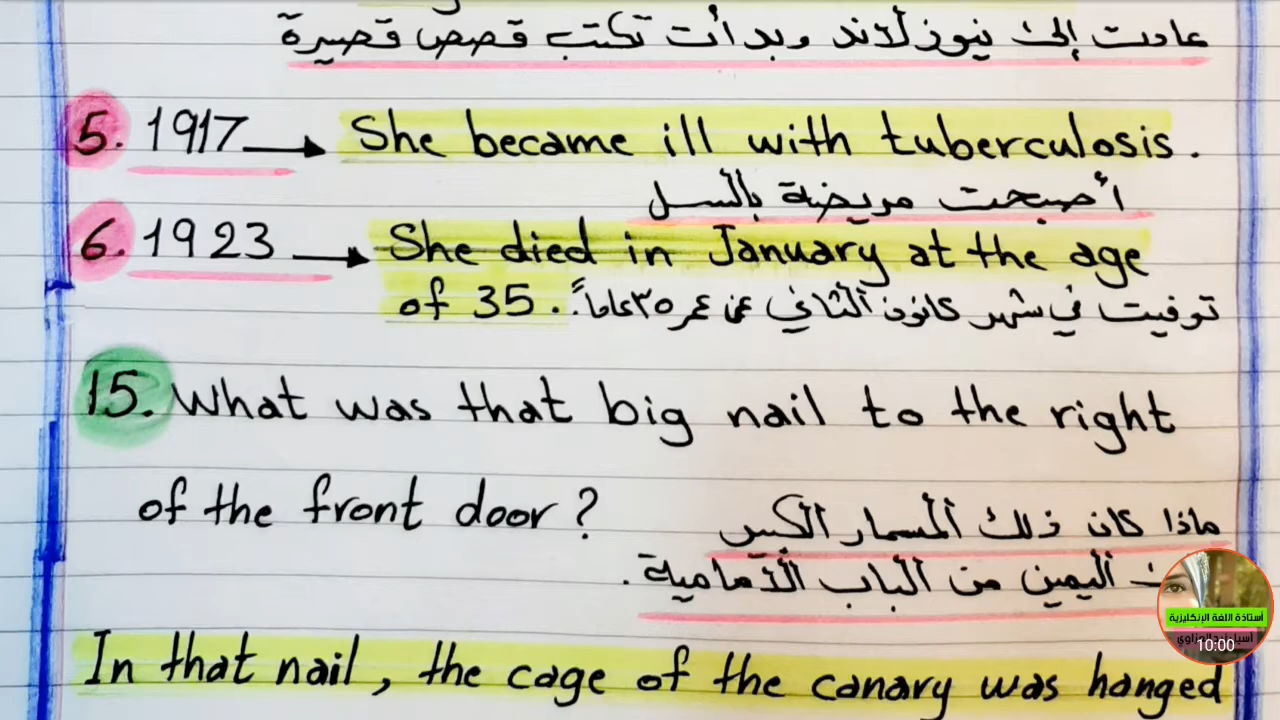 عادت إلى نيوزلاند وبدأت تكتب قصص قصيرة
5. 1917 → She became ill with tuberculosis.
أصبحت مريضة بالسل
6. 1923 → She died in January at the age
of 35. توفيت في شهر كانون الثاني عن عمر ٣٥ عاماً.
15. What was that big nail to the right
of the front door?
ماذا كان ذلك المسمار الكبير
اليمين من الباب الأمامية.
أستاذة اللغة الإنكليزية
10:00
In that nail, the cage of the canary was hanged